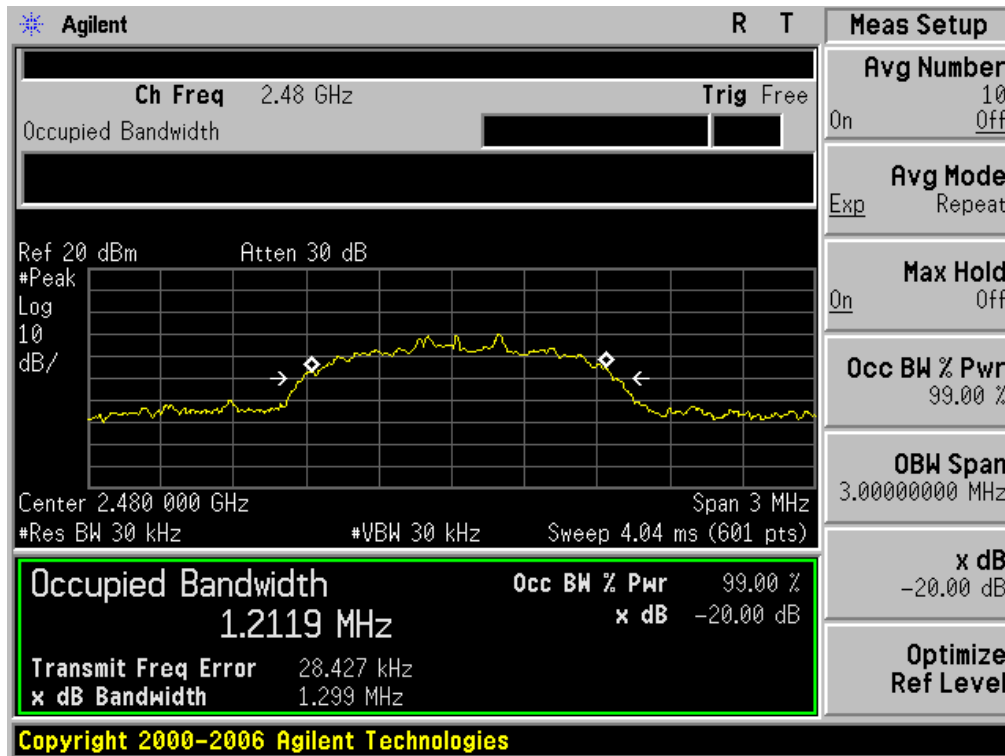 Agilent
R T
Ch Freq 2.48 GHz
Trig Free
Occupied Bandwidth
Ref 20 dBm
Atten 30 dB
#Peak
Log
10
dB/
Center 2.480 000 GHz
Span 3 MHz
#Res BW 30 kHz
#VBW 30 kHz
Sweep 4.04 ms (601 pts)
Occupied Bandwidth
1.2119 MHz
Occ BW % Pwr 99.00 %
x dB -20.00 dB
Transmit Freq Error 28.427 kHz
x dB Bandwidth 1.299 MHz
Copyright 2000-2006 Agilent Technologies
Meas Setup
Avg Number
10
On Off
Avg Mode
Exp Repeat
Max Hold
On Off
Occ BW % Pwr
99.00 %
OBW Span
3.00000000 MHz
x dB
-20.00 dB
Optimize
Ref Level